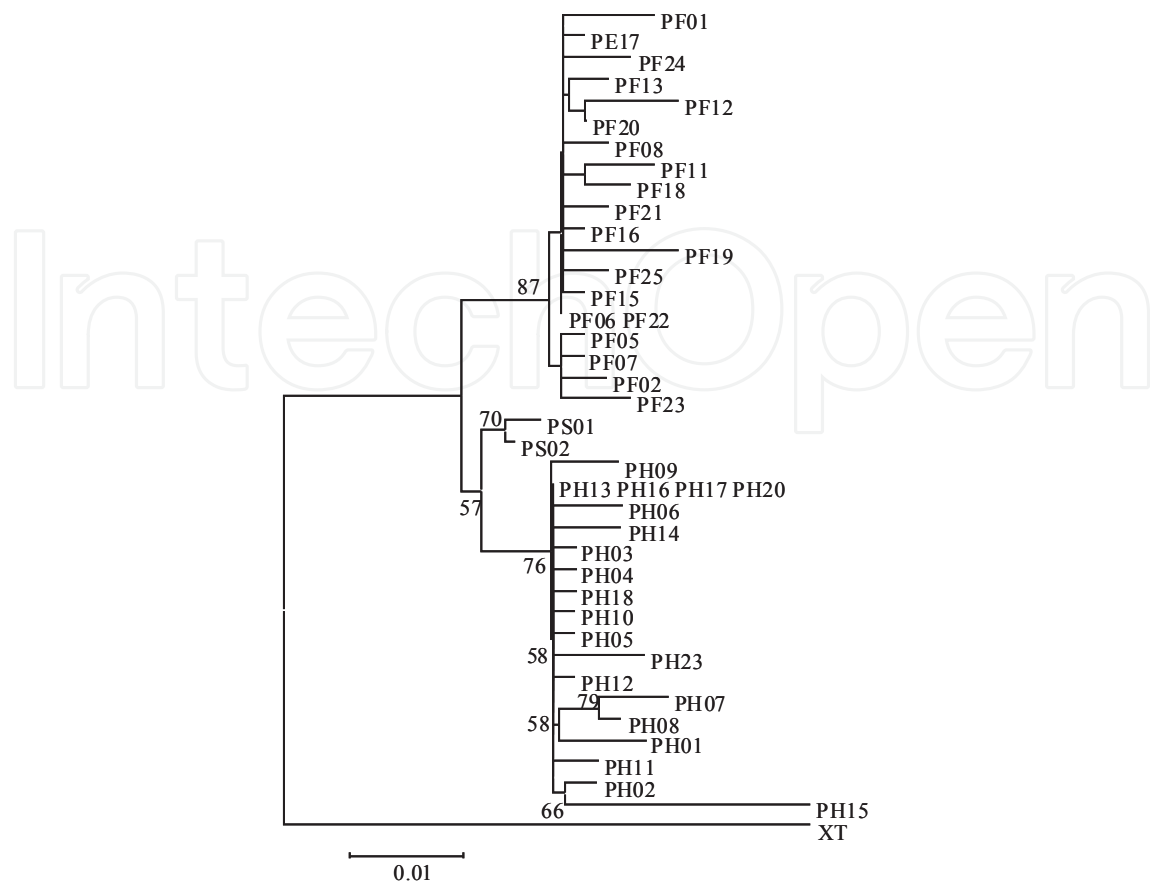 PF01
PE17
PF24
PF13
PF12
PF20
PF08
PF11
PF18
PF21
PF16
PF19
PF25
87
PF15
PF06 PF22
PF05
PF07
PF02
PF23
70
PS01
PS02
PH09
PH13 PH16 PH17 PH20
57
PH06
PH14
PH03
76
PH04
PH18
PH10
PH05
58
PH23
PH12
79
PH07
58
PH08
PH01
PH11
PH02
66
PH15
XT
0.01
IntechOpen